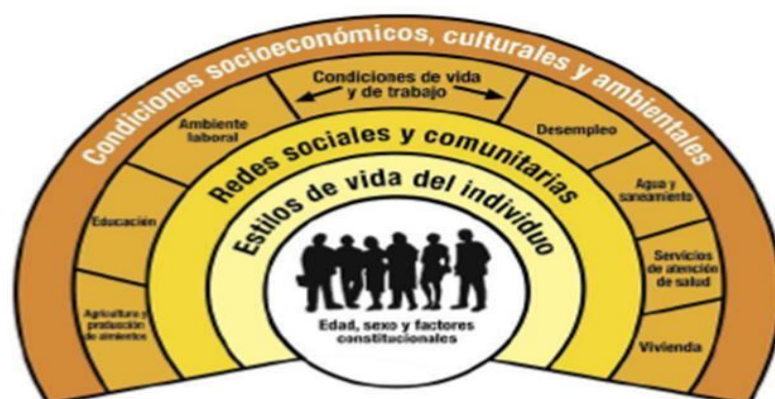 Condiciones socioeconómicos, culturales y ambientales
Condiciones de vida
y de trabajo
Ambiente
laboral
Desempleo
Redes sociales y comunitarias
Agua y
saneamiento
Educación
Estilos de vida del individuo
Servicios
de atención
de salud
Agricultura y
producción
de alimentos
Edad, sexo y factores
constitucionales
Vivienda